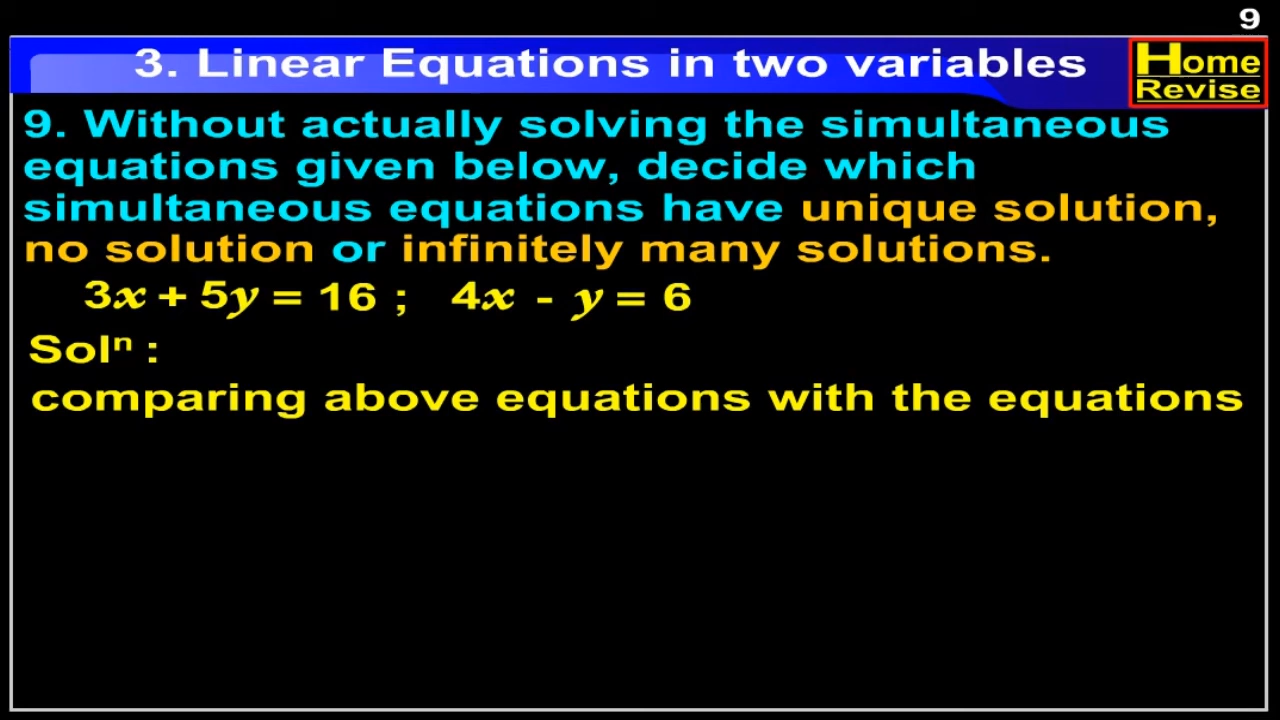 9
3. Linear Equations in two variables
Home
Revise
9. Without actually solving the simultaneous
equations given below, decide which
simultaneous equations have unique solution,
no solution or infinitely many solutions.
3x + 5y = 16 ; 4x - y = 6
Solⁿ :
comparing above equations with the equations